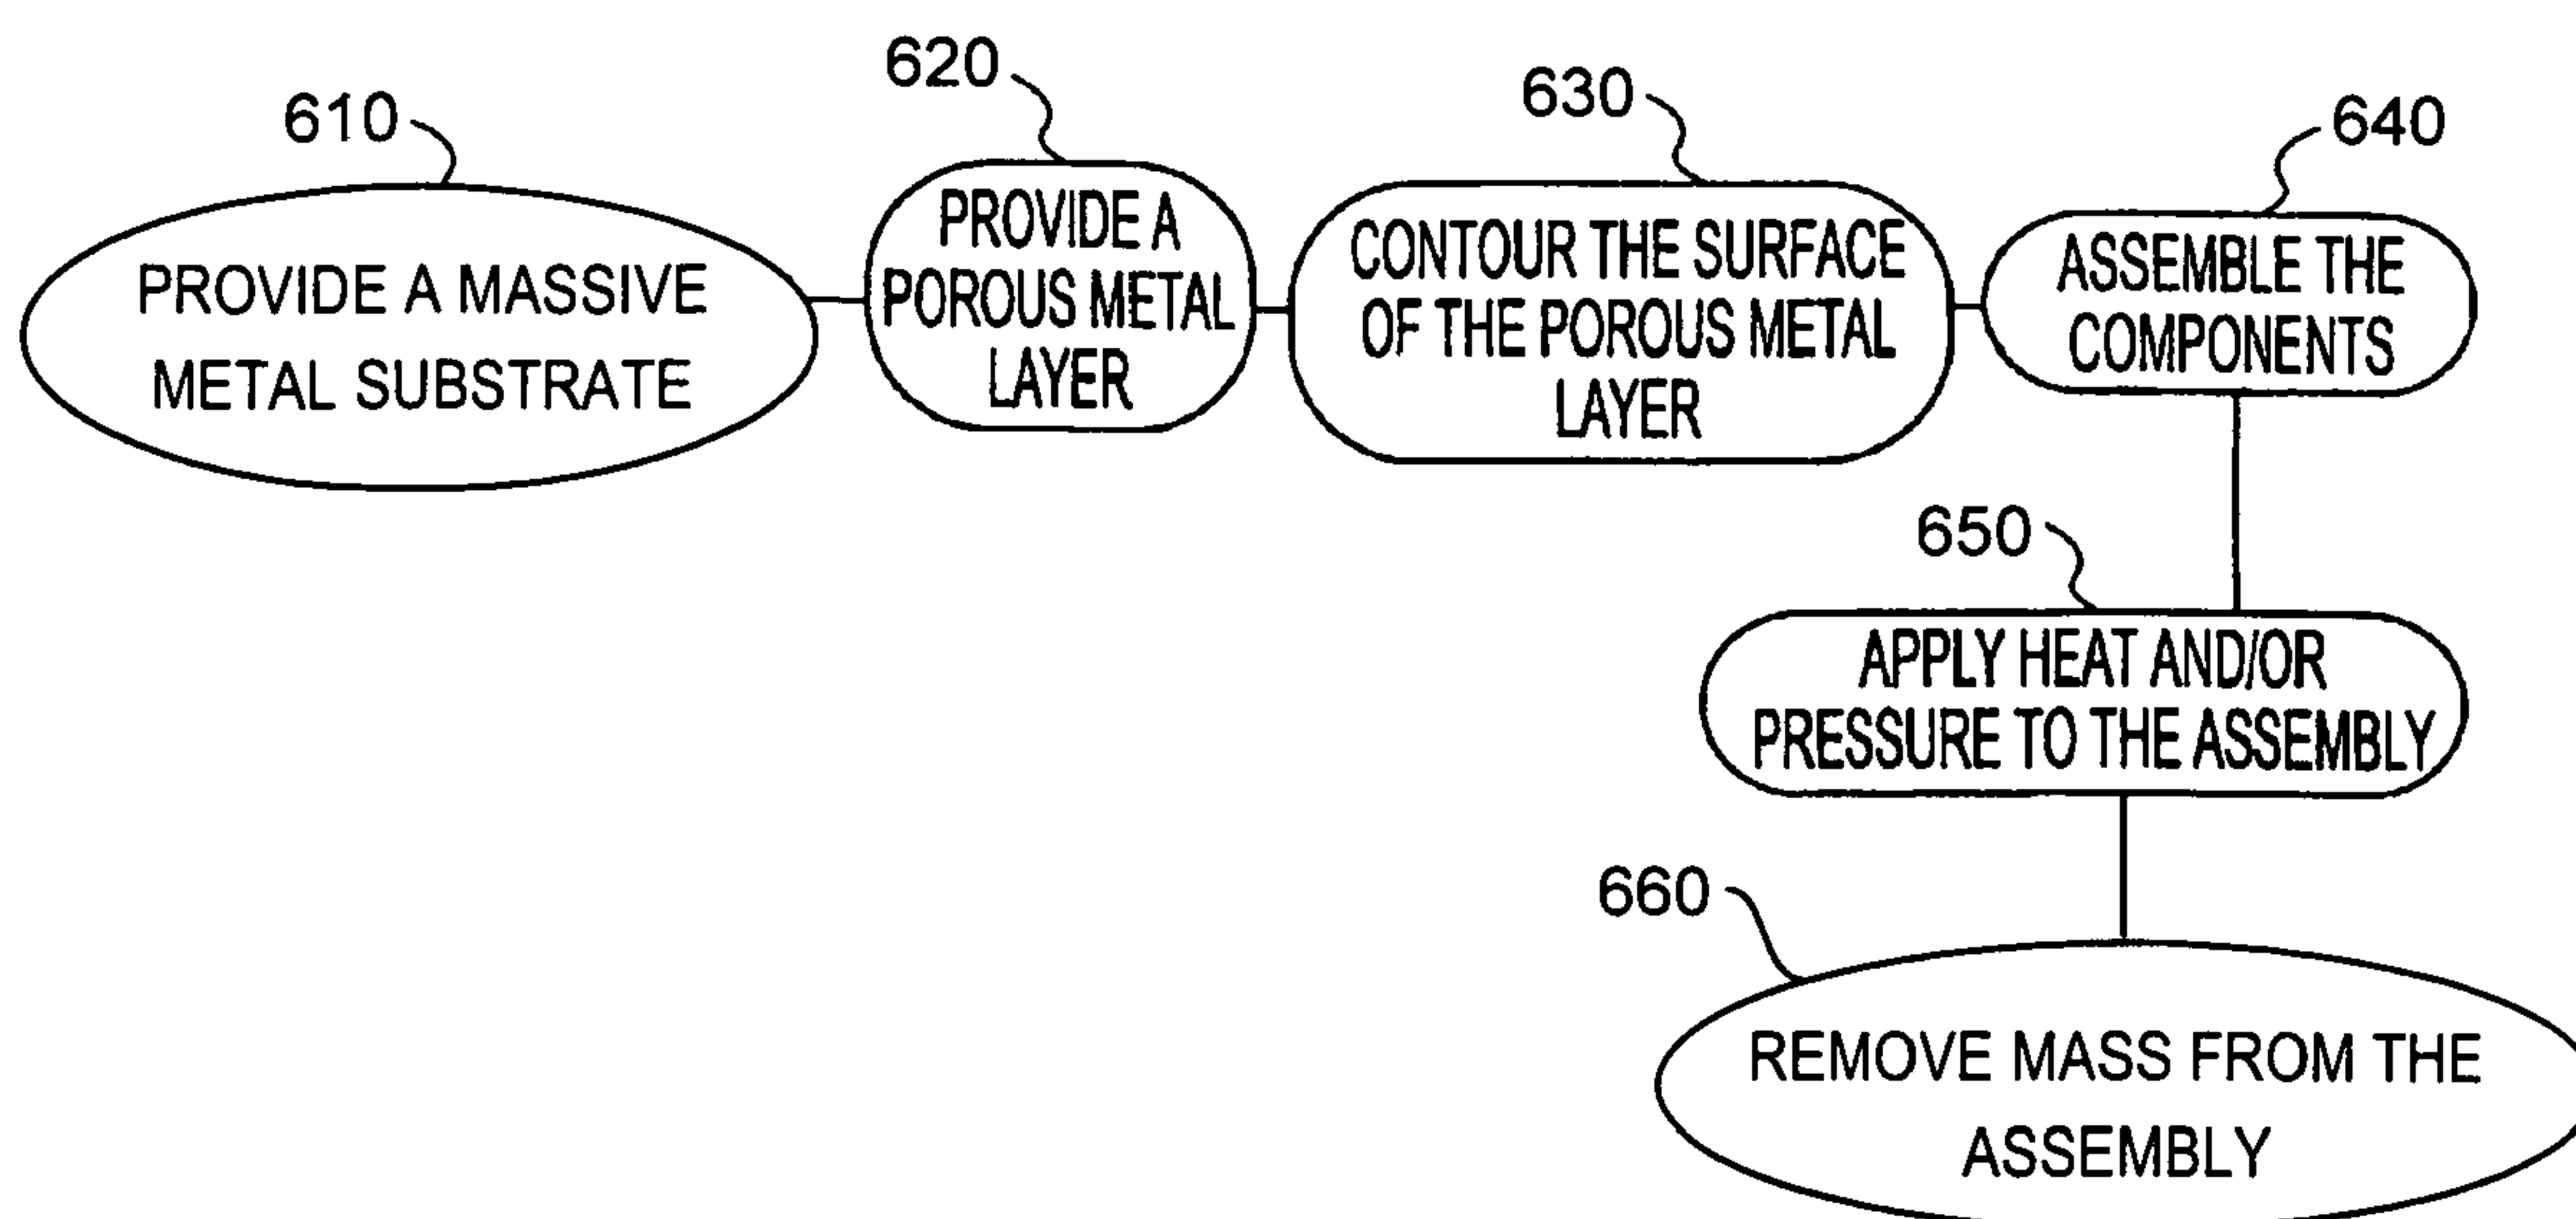 610
PROVIDE A MASSIVE
METAL SUBSTRATE
620
PROVIDE A
POROUS METAL
LAYER
630
CONTOUR THE SURFACE
OF THE POROUS METAL
LAYER
640
ASSEMBLE THE
COMPONENTS
650
APPLY HEAT AND/OR
PRESSURE TO THE ASSEMBLY
660
REMOVE MASS FROM THE
ASSEMBLY